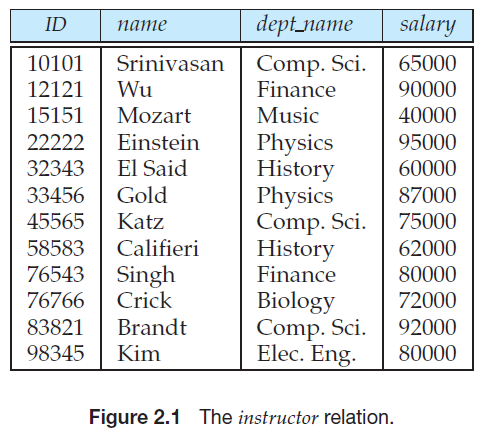 ID name dept_name salary
10101 Srinivasan Comp. Sci. 65000
12121 Wu Finance 90000
15151 Mozart Music 40000
22222 Einstein Physics 95000
32343 El Said History 60000
33456 Gold Physics 87000
45565 Katz Comp. Sci. 75000
58583 Califieri History 62000
76543 Singh Finance 80000
76766 Crick Biology 72000
83821 Brandt Comp. Sci. 92000
98345 Kim Elec. Eng. 80000
Figure 2.1 The instructor relation.